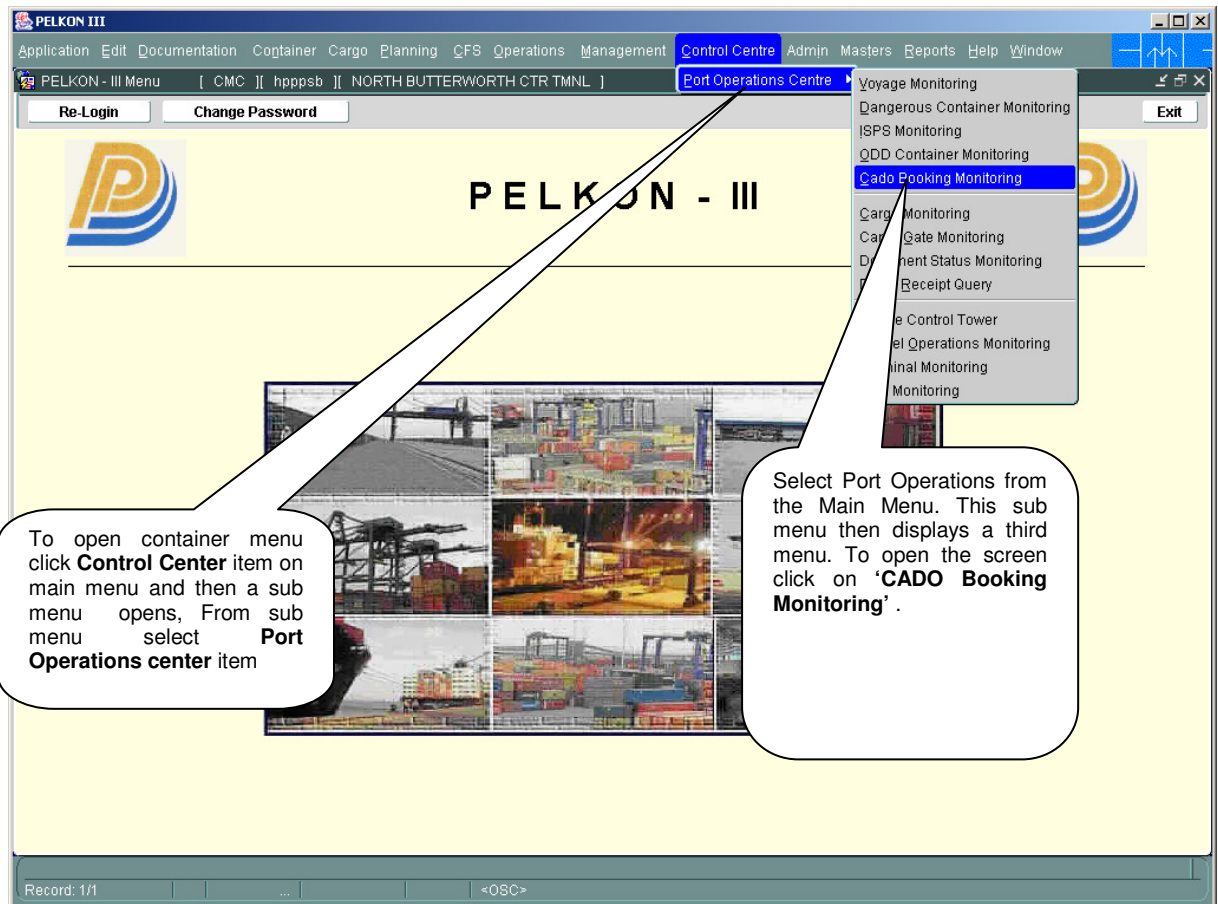 PELKON III
Application Edit Documentation Container Cargo Planning CFS Operations Management Control Centre Admin Masters Reports Help Window
PELKON - III Menu [ CMC ][ hpppsb ][ NORTH BUTTERWORTH CTR TMNL ]
Port Operations Centre
Re-Login Change Password Exit
Voyage Monitoring
Dangerous Container Monitoring
ISPS Monitoring
ODD Container Monitoring
Cado Booking Monitoring
Monitoring
Gate Monitoring
Status Monitoring
Receipt Query
Control Tower
Operations Monitoring
Monitoring
Monitoring
PELKON - III
To open container menu
click Control Center item on
main menu and then a sub
menu opens, From sub
menu select Port
Operations center item
Select Port Operations from
the Main Menu. This sub
menu then displays a third
menu. To open the screen
click on ‘CADO Booking
Monitoring’ .
Record: 1/1 ... <OSC>